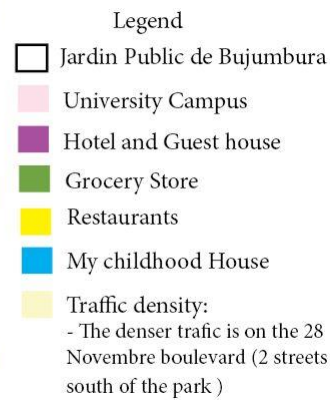 Legend
Jardin Public de Bujumbura
University Campus
Hotel and Guest house
Grocery Store
Restaurants
My childhood House
Traffic density:
- The denser trafic is on the 28
Novembre boulevard (2 streets
south of the park )